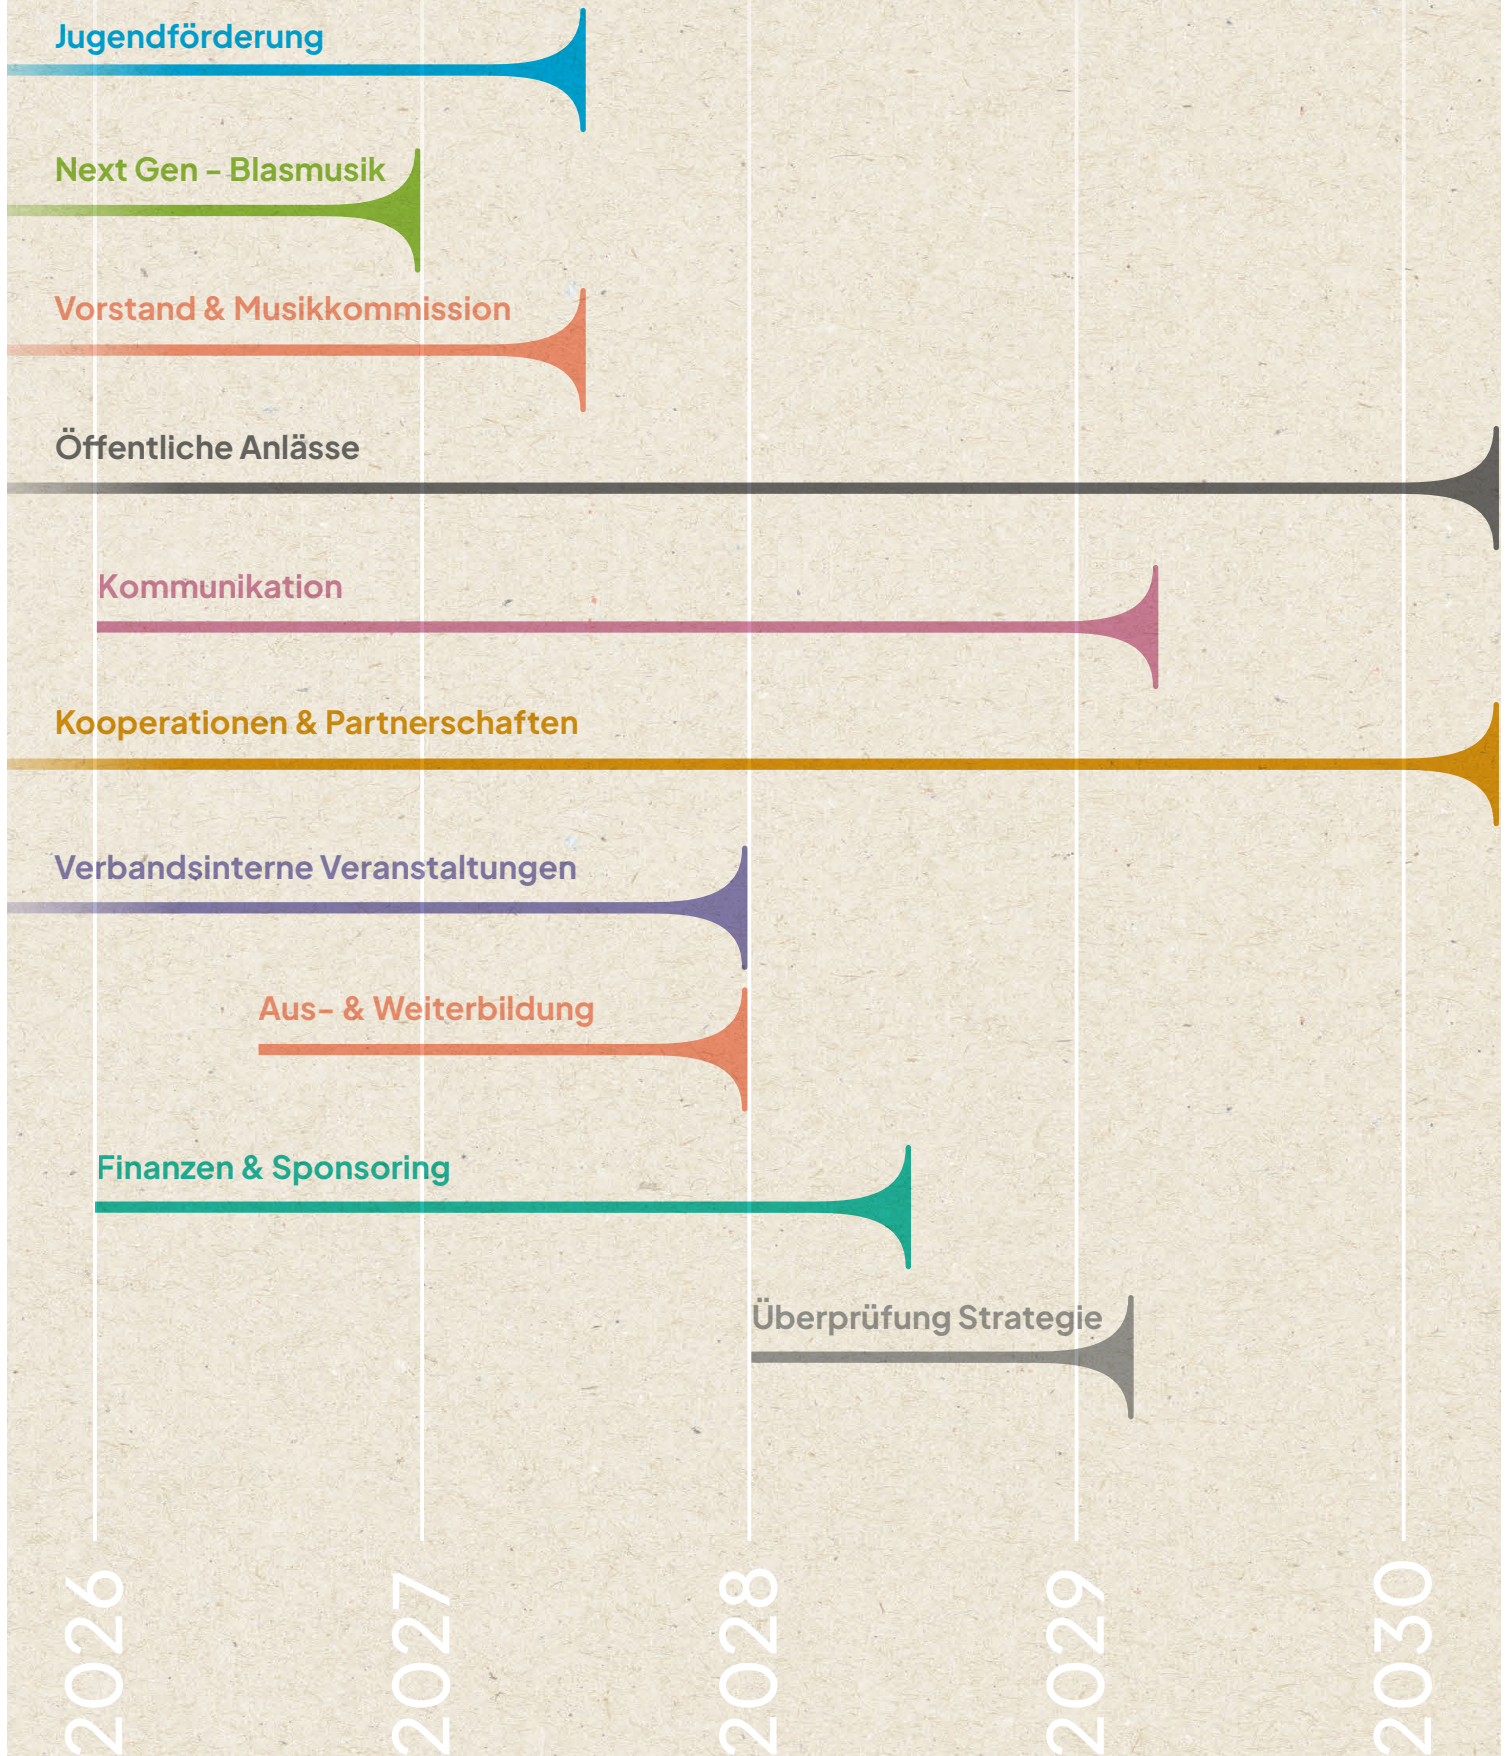 Jugendförderung
Next Gen – Blasmusik
Vorstand & Musikkommission
Öffentliche Anlässe
Kommunikation
Kooperationen & Partnerschaften
Verbandsinterne Veranstaltungen
Aus- & Weiterbildung
Finanzen & Sponsoring
Überprüfung Strategie
2026
2027
2028
2029
2030